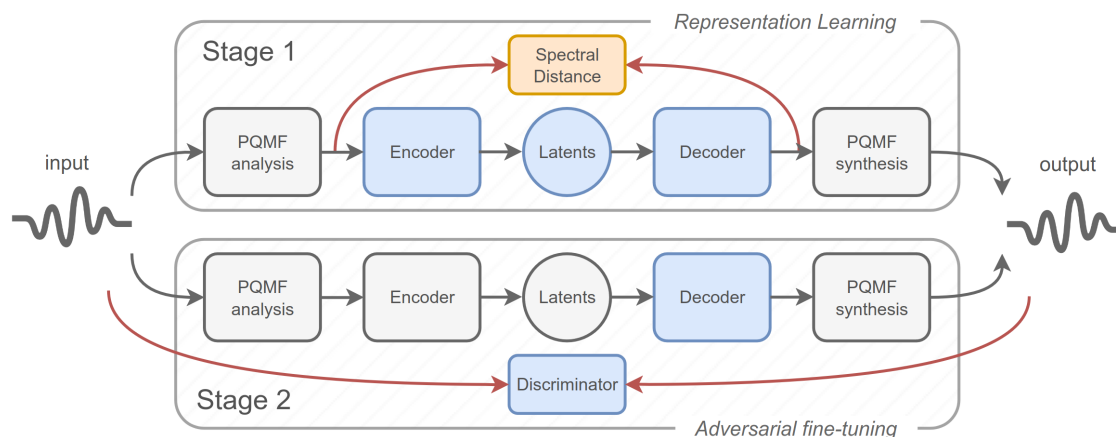 Representation Learning
Stage 1
Spectral
Distance
input
PQMF
analysis
Encoder
Latents
Decoder
PQMF
synthesis
output
PQMF
analysis
Encoder
Latents
Decoder
PQMF
synthesis
Discriminator
Stage 2
Adversarial fine-tuning